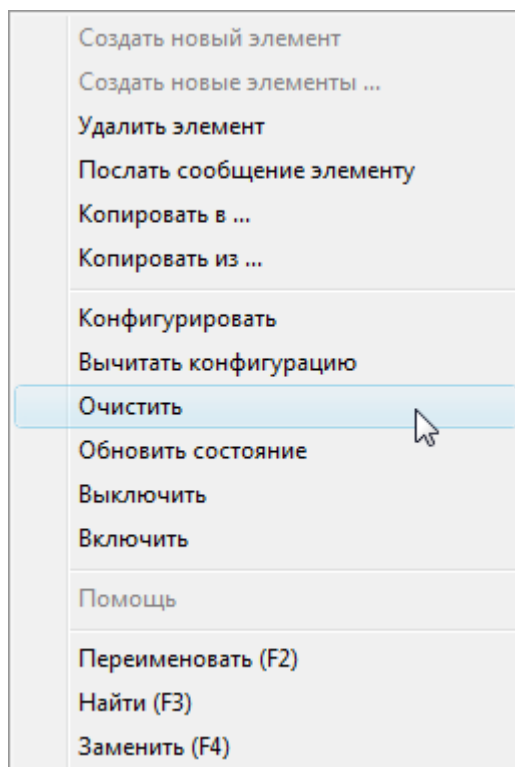 Создать новый элемент
Создать новые элементы ...
Удалить элемент
Послать сообщение элементу
Копировать в ...
Копировать из ...
Конфигурировать
Вычитать конфигурацию
Очистить
Обновить состояние
Выключить
Включить
Помощь
Переименовать (F2)
Найти (F3)
Заменить (F4)